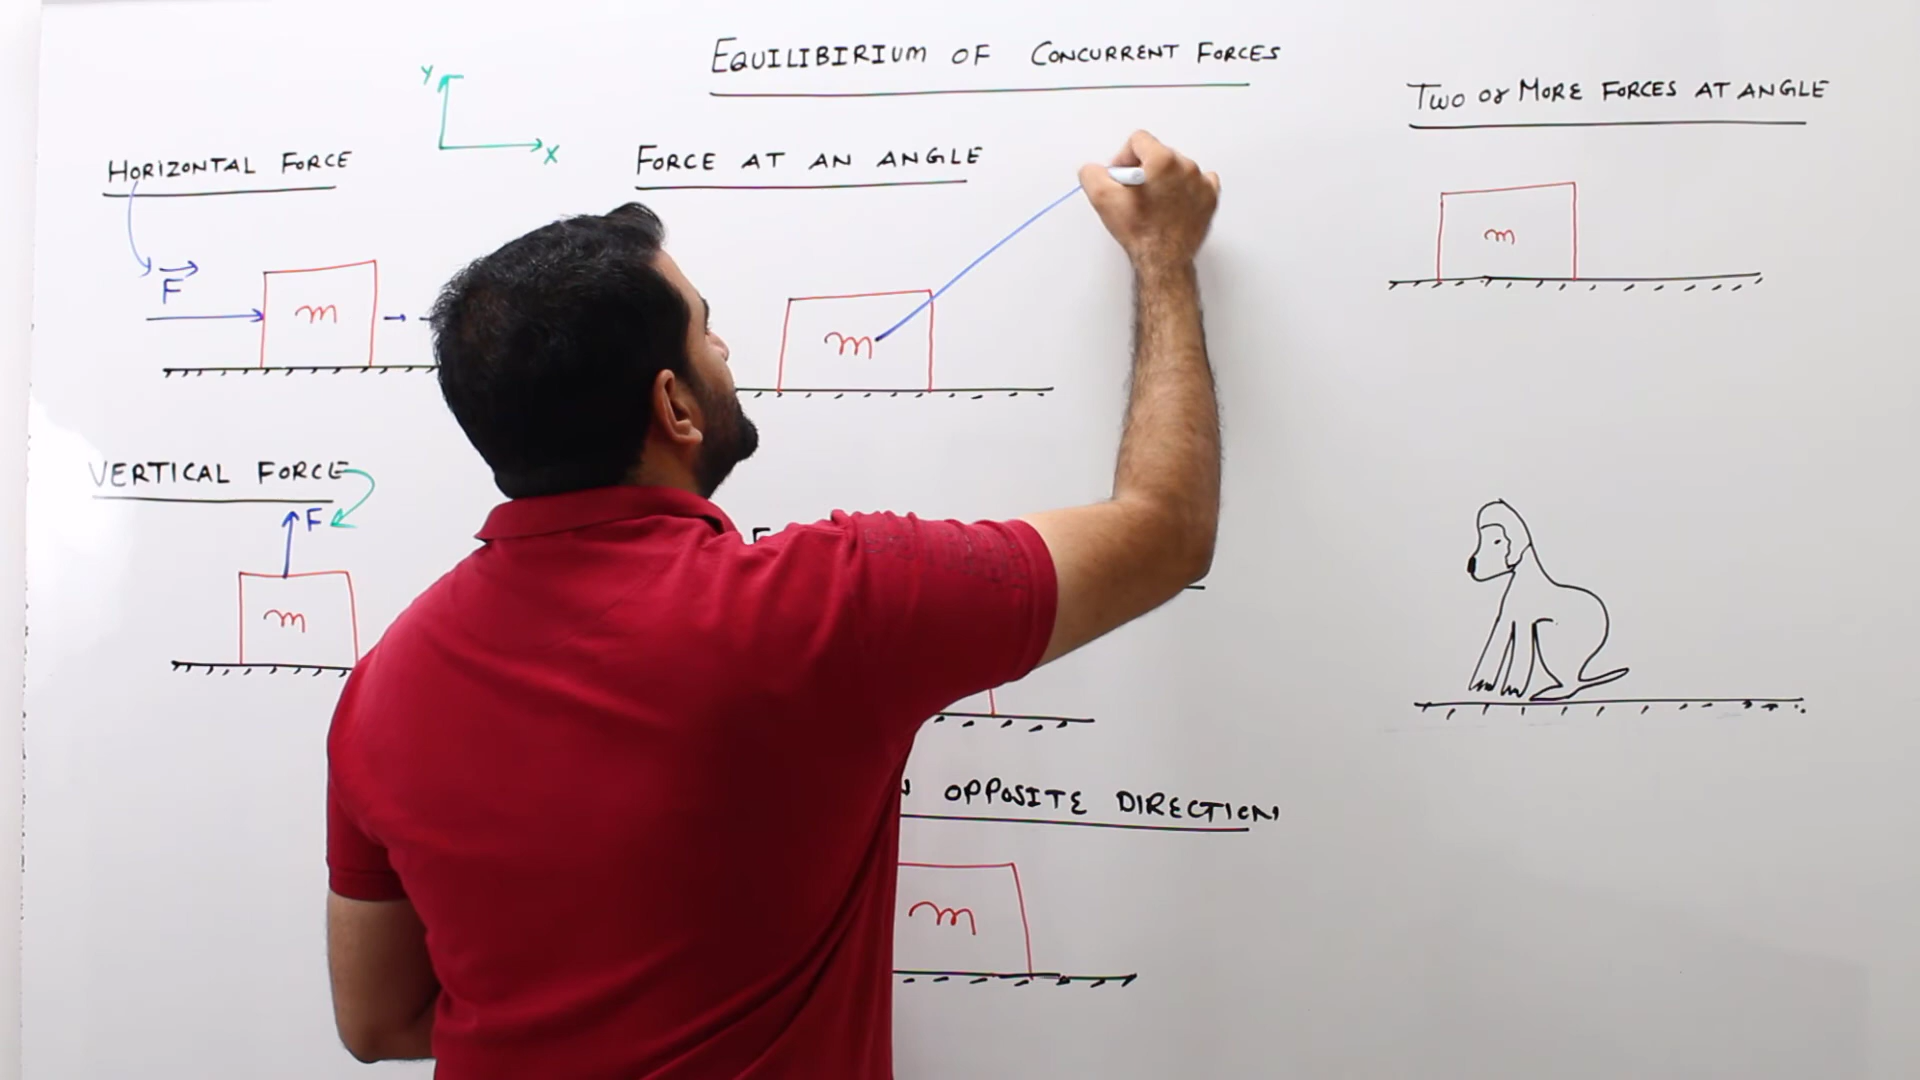 EQUILIBIRIUM OF CONCURRENT FORCES
Y
X
HORIZONTAL FORCE
F
m
FORCE AT AN ANGLE
m
TWO or MORE FORCES AT ANGLE
m
VERTICAL FORCE
F
m
OPPOSITE DIRECTION
m